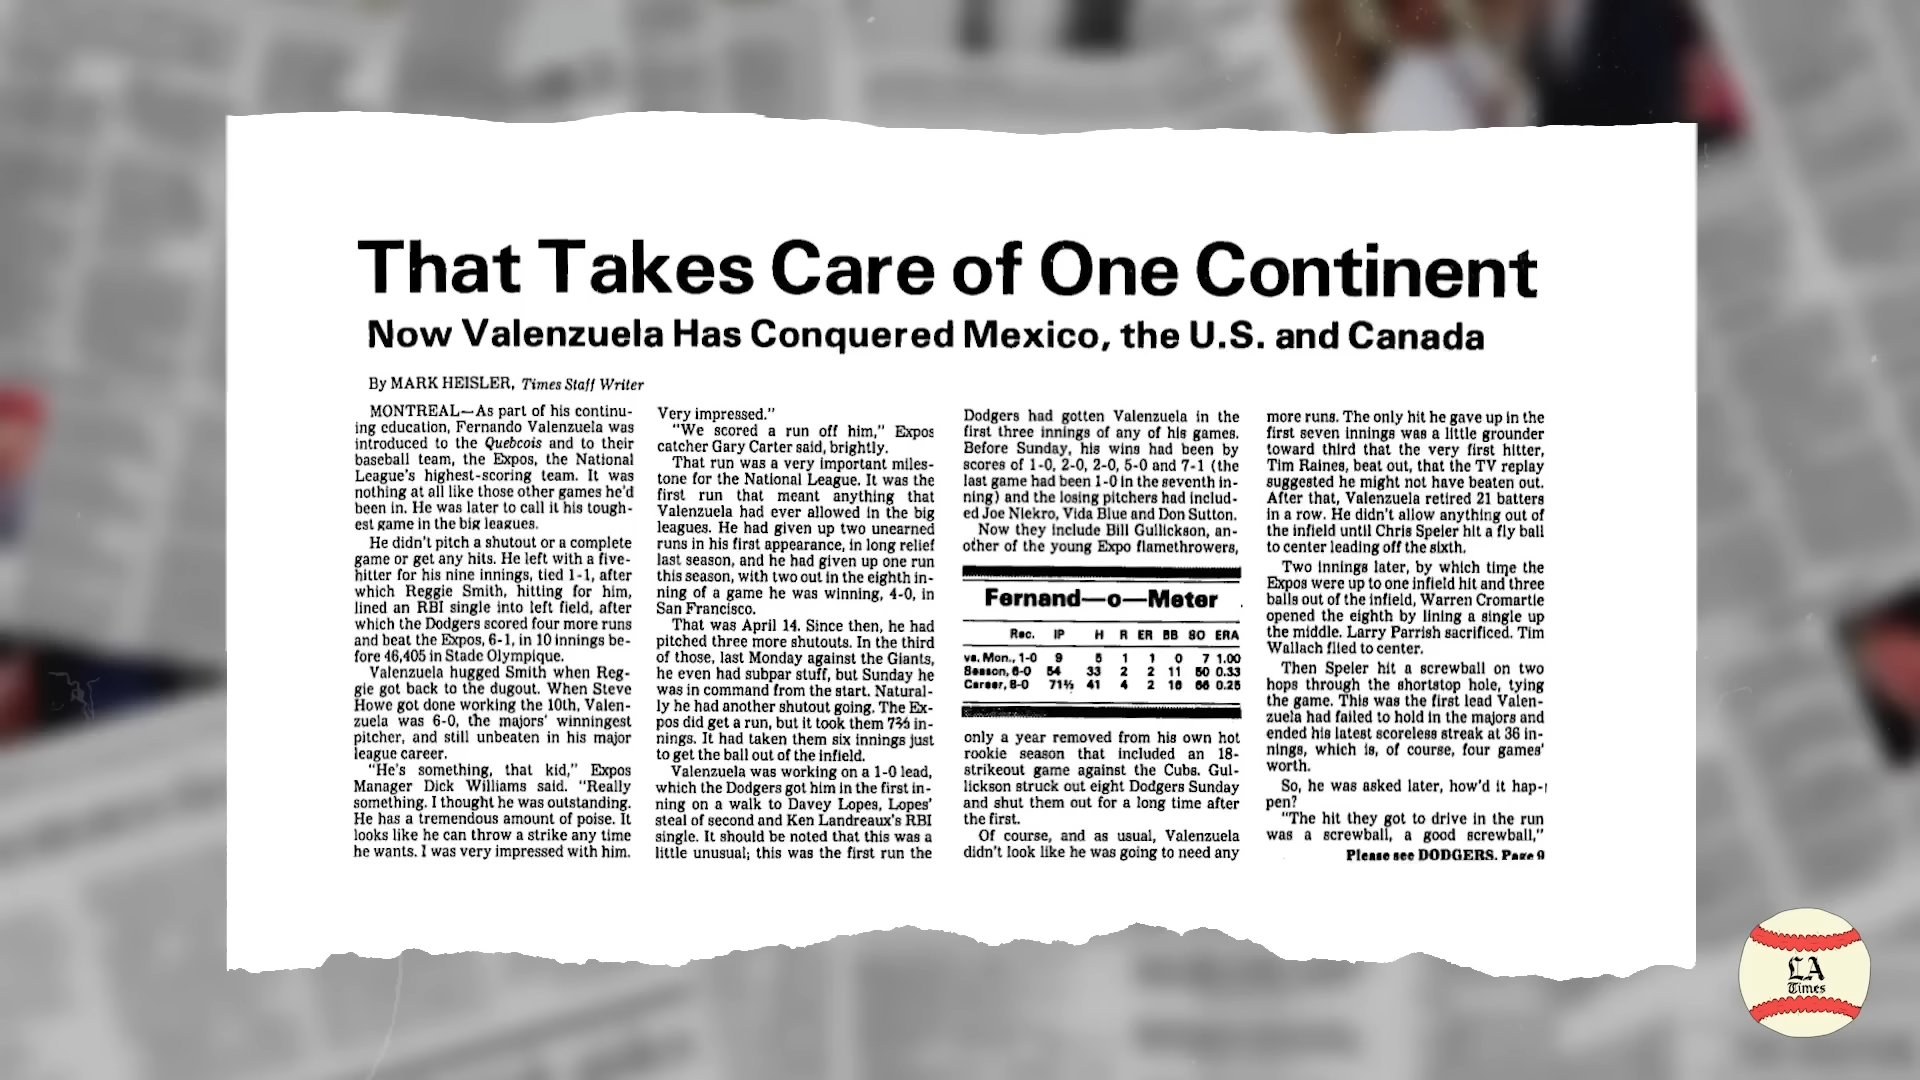 That Takes Care of One Continent
Now Valenzuela Has Conquered Mexico, the U.S. and Canada
By MARK HEISLER, Times Staff Writer
MONTREAL—As part of his continu-
ing education, Fernando Valenzuela was
introduced to the Quebcois and to their
baseball team, the Expos, the National
League's highest-scoring team. It was
nothing at all like those other games he'd
been in. He was later to call it his tough-
est game in the big leagues.
He didn't pitch a shutout or a complete
game or get any hits. He left with a five-
hitter for his nine innings, tied 1-1, after
which Reggie Smith, hitting for him,
lined an RBI single into left field, after
which the Dodgers scored four more runs
and beat the Expos, 6-1, in 10 innings be-
fore 46,405 in Stade Olympique.
Valenzuela hugged Smith when Reg-
gie got back to the dugout. When Steve
Howe got done working the 10th, Valen-
zuela was 6-0, the majors' winningest
pitcher, and still unbeaten in his major
league career.
"He's something, that kid," Expos
Manager Dick Williams said. "Really
something. I thought he was outstanding.
He has a tremendous amount of poise. It
looks like he can throw a strike any time
he wants. I was very impressed with him.
Very impressed."
"We scored a run off him," Expos
catcher Gary Carter said, brightly.
That run was a very important miles-
tone for the National League. It was the
first run that meant anything that
Valenzuela had ever allowed in the big
leagues. He had given up two unearned
runs in his first appearance, in long relief
last season, and he had given up one run
this season, with two out in the eighth in-
ning of a game he was winning, 4-0, in
San Francisco.
That was April 14. Since then, he had
pitched three more shutouts. In the third
of those, last Monday against the Giants,
he even had subpar stuff, but Sunday he
was in command from the start. Natural-
ly he had another shutout going. The Ex-
pos did get a run, but it took them 7⅔ in-
nings. It had taken them six innings just
to get the ball out of the infield.
Valenzuela was working on a 1-0 lead,
which the Dodgers got him in the first in-
ning on a walk to Davey Lopes, Lopes'
steal of second and Ken Landreaux's RBI
single. It should be noted that this was a
little unusual; this was the first run the
Dodgers had gotten Valenzuela in the
first three innings of any of his games.
Before Sunday, his wins had been by
scores of 1-0, 2-0, 2-0, 5-0 and 7-1 (the
last game had been 1-0 in the seventh in-
ning) and the losing pitchers had includ-
ed Joe Niekro, Vida Blue and Don Sutton.
Now they include Bill Gullickson, an-
other of the young Expo flamethrowers,
Fernand—o—Meter
Rec. IP H R ER BB SO ERA
vs. Mon., 1-0 9 5 1 1 0 7 1.00
Season, 6-0 54 33 2 2 11 50 0.33
Career, 8-0 71⅔ 41 4 2 16 66 0.25
only a year removed from his own hot
rookie season that included an 18-
strikeout game against the Cubs. Gul-
lickson struck out eight Dodgers Sunday
and shut them out for a long time after
the first.
Of course, and as usual, Valenzuela
didn't look like he was going to need any
more runs. The only hit he gave up in the
first seven innings was a little grounder
toward third that the very first hitter,
Tim Raines, beat out, that the TV replay
suggested he might not have beaten out.
After that, Valenzuela retired 21 batters
in a row. He didn't allow anything out of
the infield until Chris Speier hit a fly ball
to center leading off the sixth.
Two innings later, by which time the
Expos were up to one infield hit and three
balls out of the infield, Warren Cromartie
opened the eighth by lining a single up
the middle. Larry Parrish sacrificed. Tim
Wallach flied to center.
Then Speier hit a screwball on two
hops through the shortstop hole, tying
the game. This was the first lead Valen-
zuela had failed to hold in the majors and
ended his latest scoreless streak at 36 in-
nings, which is, of course, four games'
worth.
So, he was asked later, how'd it hap-
pen?
"The hit they got to drive in the run
was a screwball, a good screwball,"
Please see DODGERS, Page 9
LA
Times